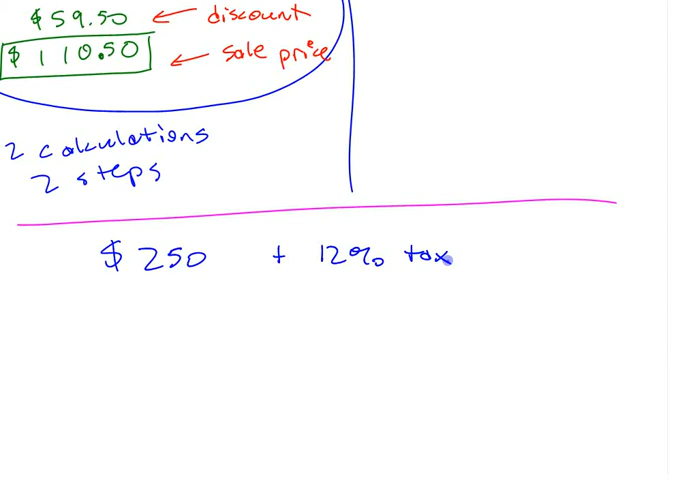 $59.50 ← discount
$110.50 ← sale price
2 calculations
2 steps
$250 + 12% tax